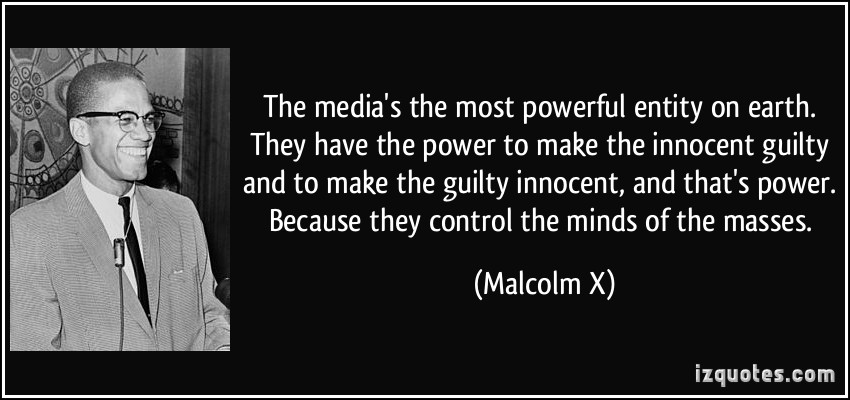 The media's the most powerful entity on earth.
They have the power to make the innocent guilty
and to make the guilty innocent, and that's power.
Because they control the minds of the masses.
(Malcolm X)
izquotes.com